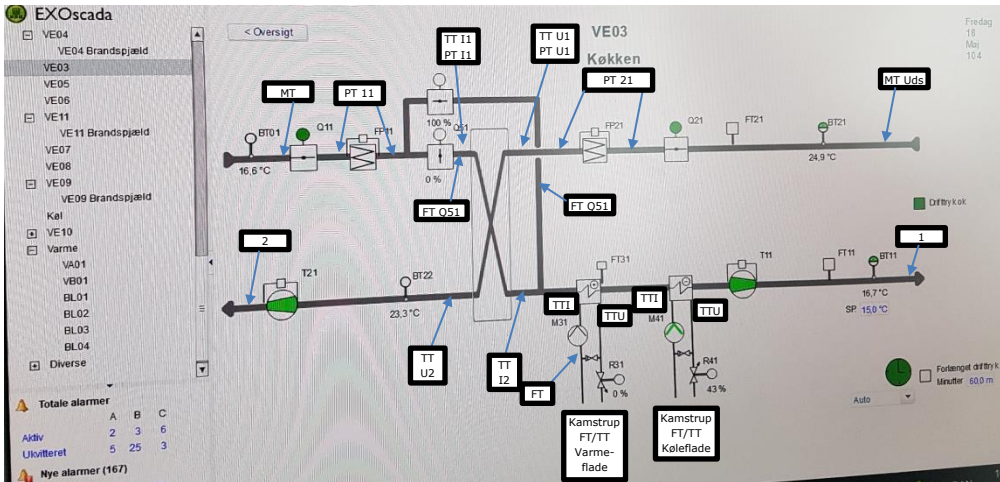 EXOscada
VE04
VE04 Brandspjæld
VE03
VE05
VE06
VE11
VE11 Brandspjæld
VE07
VE08
VE09
VE09 Brandspjæld
Køl
VE10
Varme
VA01
VB01
BL01
BL02
BL03
BL04
Diverse
Totale alarmer
A B C
Aktiv 2 3 6
Ukvitteret 5 25 3
Nye alarmer (167)
< Oversigt
VE03
Køkken
Fredag
18
Maj
104
TT I1
PT I1
TT U1
PT U1
MT
PT 11
PT 21
MT Uds
BT01
16,6 °C
Q11
FP11
100 %
Q51
0 %
FP21
Q21
FT21
BT21
24,9 °C
FT Q51
FT Q51
Drifttryk ok
2
1
T21
BT22
23,3 °C
FT31
T11
FT11
BT11
16,7 °C
SP. 15,0 °C
TTI
TTU
TTI
TTU
M31
M41
TT
U2
TT
I2
FT
R31
0 %
R41
43 %
Kamstrup
FT/TT
Varme-
flade
Kamstrup
FT/TT
Køleflade
Forlænget drifttryk
Minutter 60,0 m
Auto